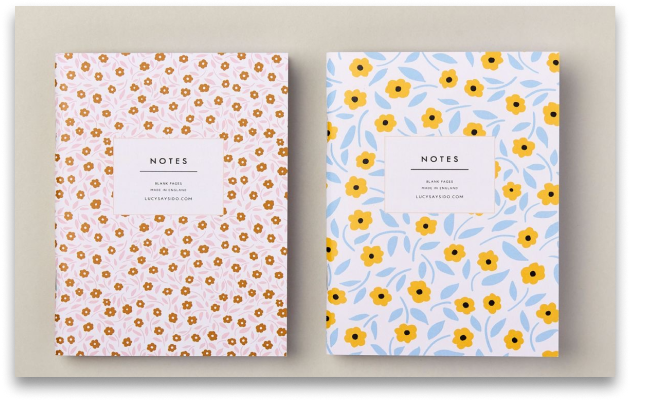 NOTES
BLANK PAGES
MADE IN ENGLAND
LUCYSAYSIDO.COM
NOTES
BLANK PAGES
MADE IN ENGLAND
LUCYSAYSIDO.COM